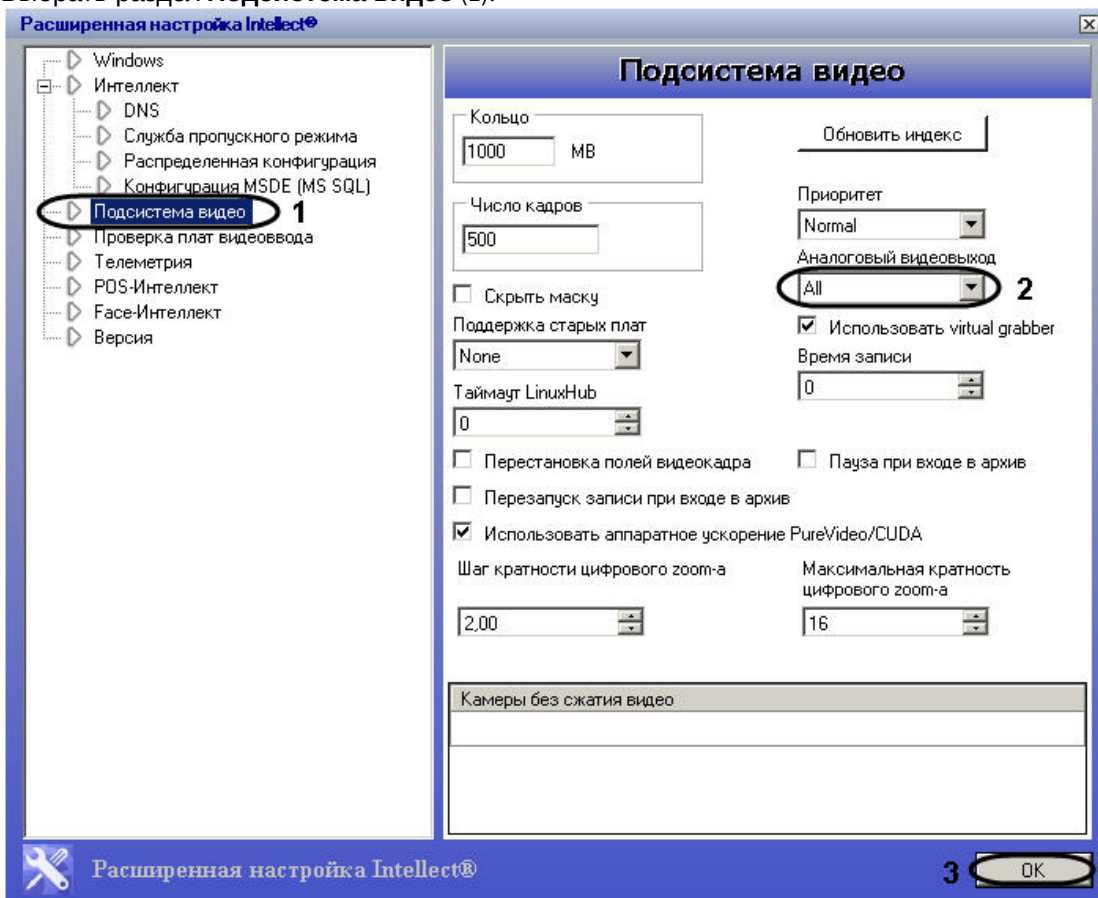 Выбрать раздел Подсистема видео (1).
Расширенная настройка Intellect®
Windows
Интеллект
DNS
Служба пропускного режима
Распределенная конфигурация
Конфигурация MSDE (MS SQL)
Подсистема видео 1
Проверка плат видеоввода
Телеметрия
POS-Интеллект
Face-Интеллект
Версия
Подсистема видео
Кольцо
1000 MB
Обновить индекс
Число кадров
500
Приоритет
Normal
Аналоговый видеовыход
All 2
Скрыть маску
Использовать virtual grabber
Поддержка старых плат
None
Время записи
0
Таймаут LinuxHub
0
Перестановка полей видеокадра
Пауза при входе в архив
Перезапуск записи при входе в архив
Использовать аппаратное ускорение PureVideo/CUDA
Шаг кратности цифрового zoom-а
2,00
Максимальная кратность
цифрового zoom-а
16
Камеры без сжатия видео
Расширенная настройка Intellect®
3 OK